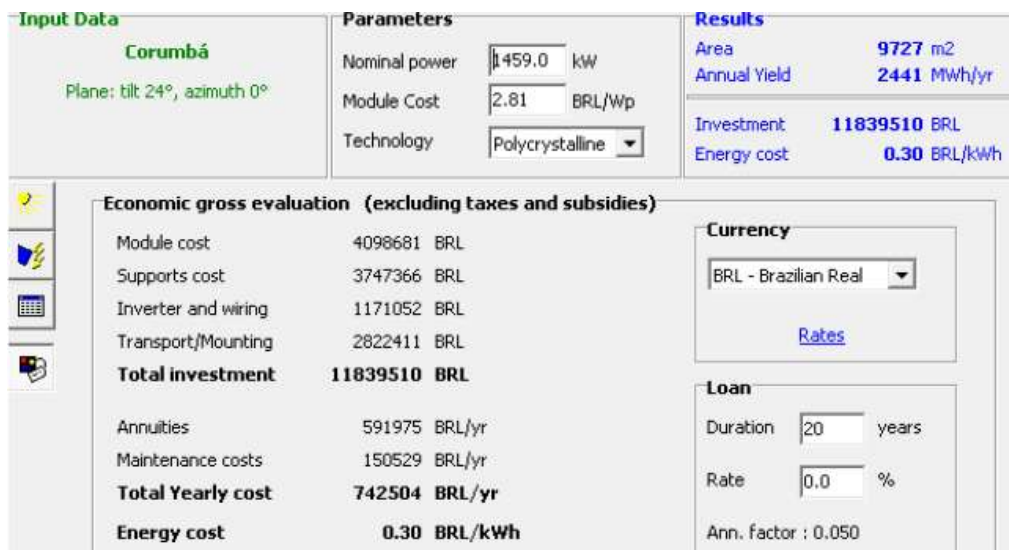 Input Data
Corumbá
Plane: tilt 24°, azimuth 0°
Parameters
Nominal power 1459.0 kW
Module Cost 2.81 BRL/Wp
Technology Polycrystalline
Results
Area 9727 m2
Annual Yield 2441 MWh/yr
Investment 11839510 BRL
Energy cost 0.30 BRL/kWh
Economic gross evaluation (excluding taxes and subsidies)
Module cost 4098681 BRL
Supports cost 3747366 BRL
Inverter and wiring 1171052 BRL
Transport/Mounting 2822411 BRL
Total investment 11839510 BRL
Annuities 591975 BRL/yr
Maintenance costs 150529 BRL/yr
Total Yearly cost 742504 BRL/yr
Energy cost 0.30 BRL/kWh
Currency
BRL - Brazilian Real
Rates
Loan
Duration 20 years
Rate 0.0 %
Ann. factor : 0.050